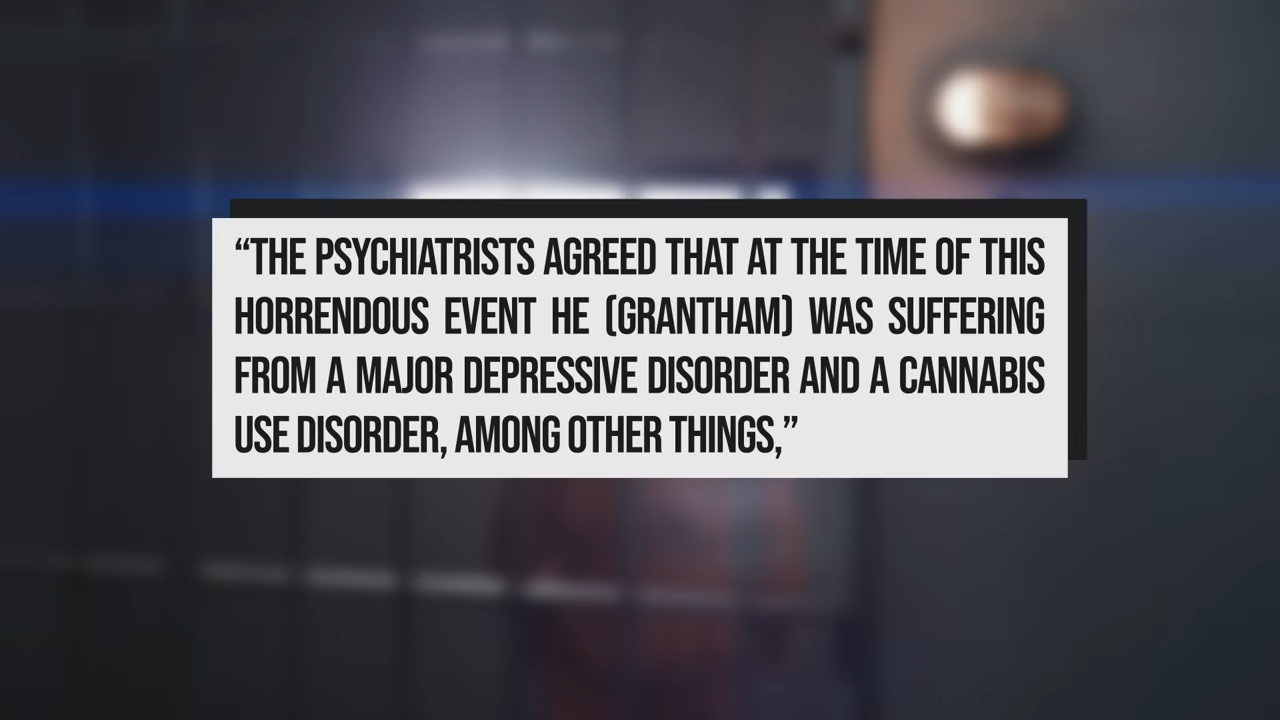 “THE PSYCHIATRISTS AGREED THAT AT THE TIME OF THIS
HORRENDOUS EVENT HE (GRANTHAM) WAS SUFFERING
FROM A MAJOR DEPRESSIVE DISORDER AND A CANNABIS
USE DISORDER, AMONG OTHER THINGS,”